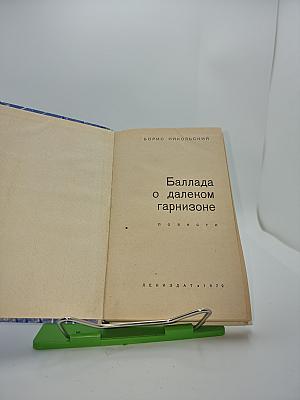 БОРИС НИКОЛЬСКИЙ
Баллада
о далеком
гарнизоне
ПОВЕСТИ
ЛЕНИЗДАТ • 1970